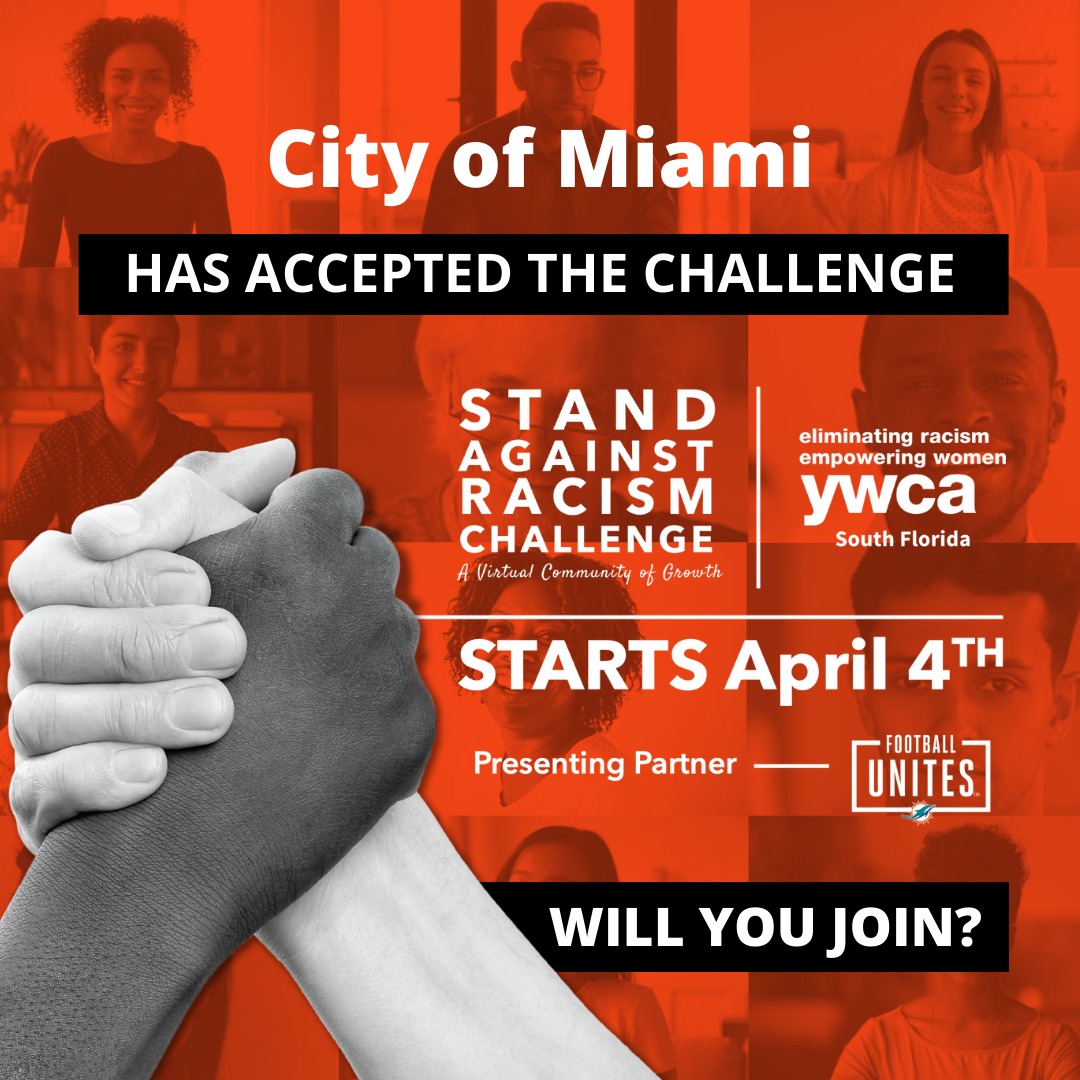 City of Miami
HAS ACCEPTED THE CHALLENGE
STAND
AGAINST
RACISM
CHALLENGE
A Virtual Community of Growth
eliminating racism
empowering women
ywca
South Florida
STARTS April 4TH
Presenting Partner
FOOTBALL
UNITES™
WILL YOU JOIN?